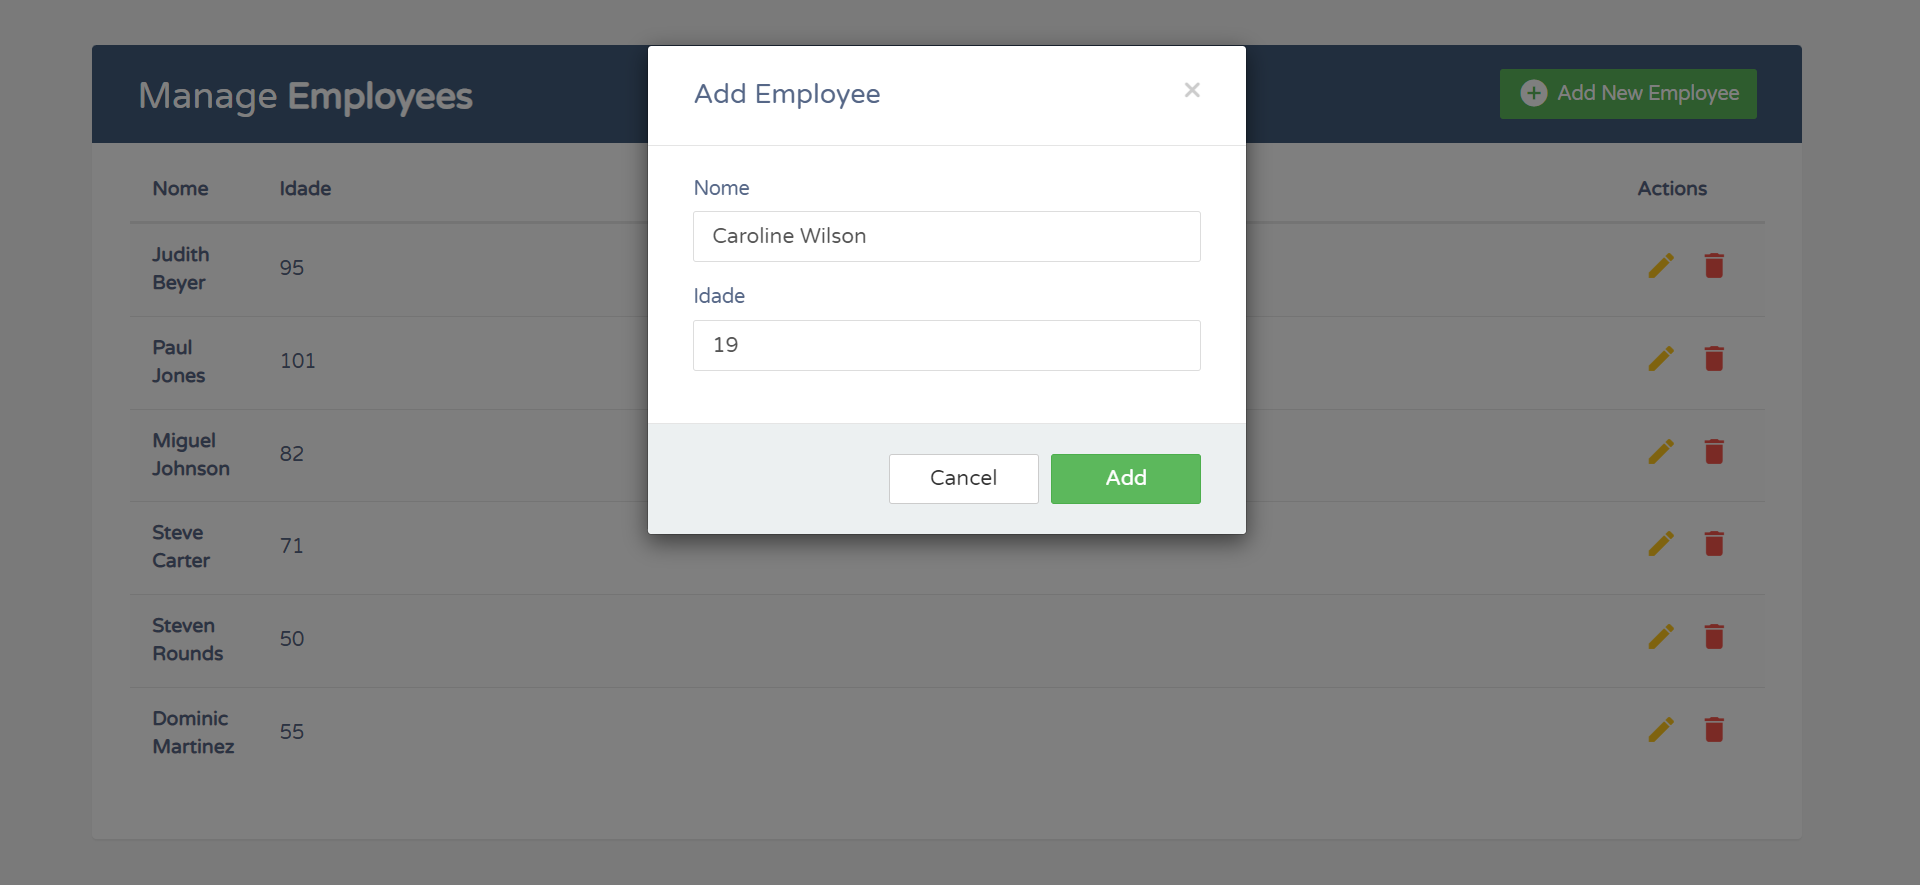 Manage Employees
Add New Employee
Add Employee
×
Nome
Caroline Wilson
Idade
19
Cancel
Add
Nome Idade Actions
Judith
Beyer
95
Paul
Jones
101
Miguel
Johnson
82
Steve
Carter
71
Steven
Rounds
50
Dominic
Martinez
55